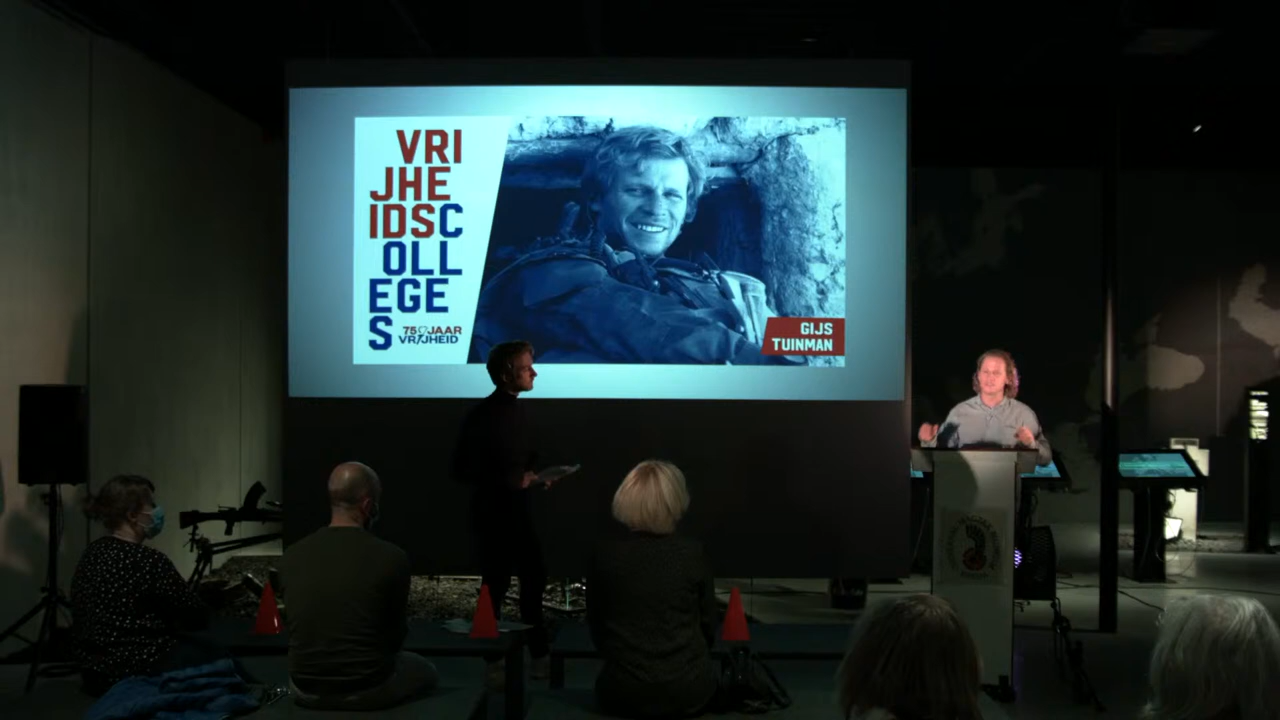 VRI
JHE
IDSC
OLL
EGE
S
75 JAAR
VRIJHEID
GIJS
TUINMAN